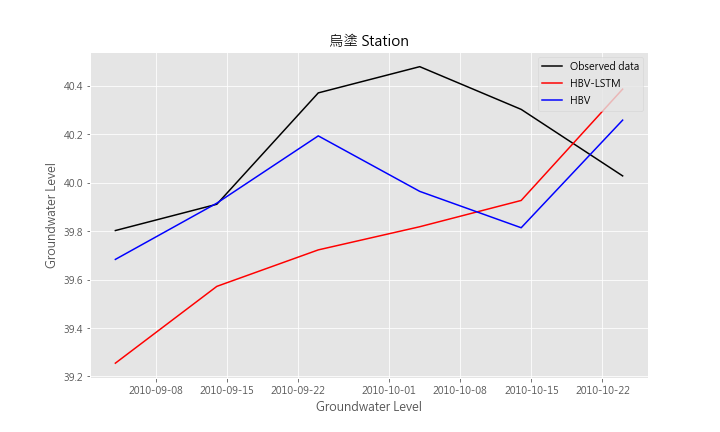 烏塗 Station
Observed data
HBV-LSTM
HBV
Groundwater Level
40.4
40.2
40.0
39.8
39.6
39.4
39.2
2010-09-08 2010-09-15 2010-09-22 2010-10-01 2010-10-08 2010-10-15 2010-10-22
Groundwater Level